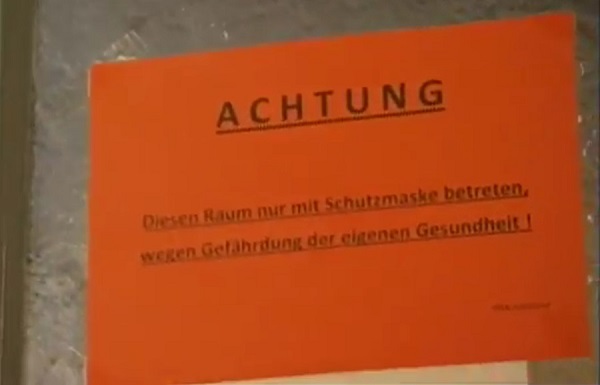 ACHTUNG
Diesen Raum nur mit Schutzmaske betreten,
wegen Gefährdung der eigenen Gesundheit !